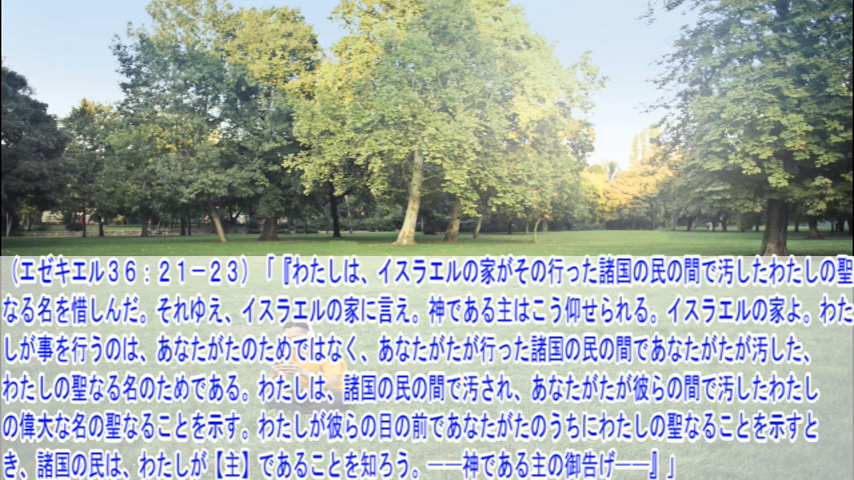 （エゼキエル３６：２１－２３）「『わたしは、イスラエルの家がその行った諸国の民の間で汚したわたしの聖
なる名を惜しんだ。それゆえ、イスラエルの家に言え。神である主はこう仰せられる。イスラエルの家よ。わた
しが事を行うのは、あなたがたのためではなく、あなたがたが行った諸国の民の間であなたがたが汚した、
わたしの聖なる名のためである。わたしは、諸国の民の間で汚され、あなたがたが彼らの間で汚したわたし
の偉大な名の聖なることを示す。わたしが彼らの目の前であなたがたのうちにわたしの聖なることを示すと
き、諸国の民は、わたしが【主】であることを知ろう。――神である主の御告げ――』」